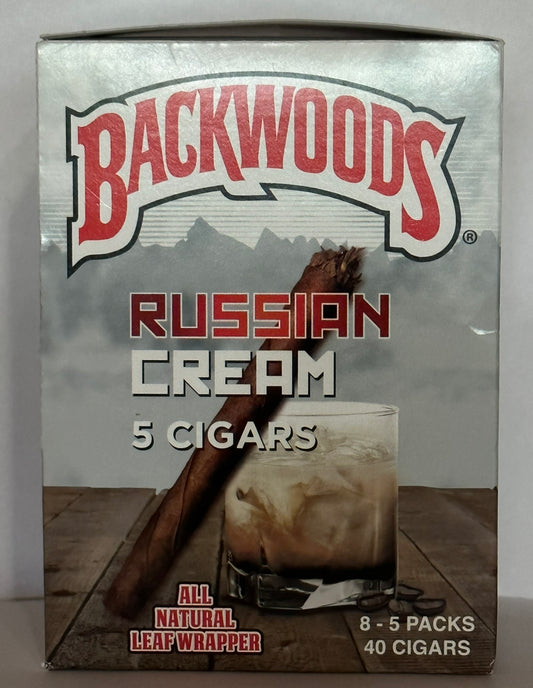 BACKWOODS®
RUSSIAN
CREAM
5 CIGARS
ALL
NATURAL
LEAF WRAPPER
8 - 5 PACKS
40 CIGARS